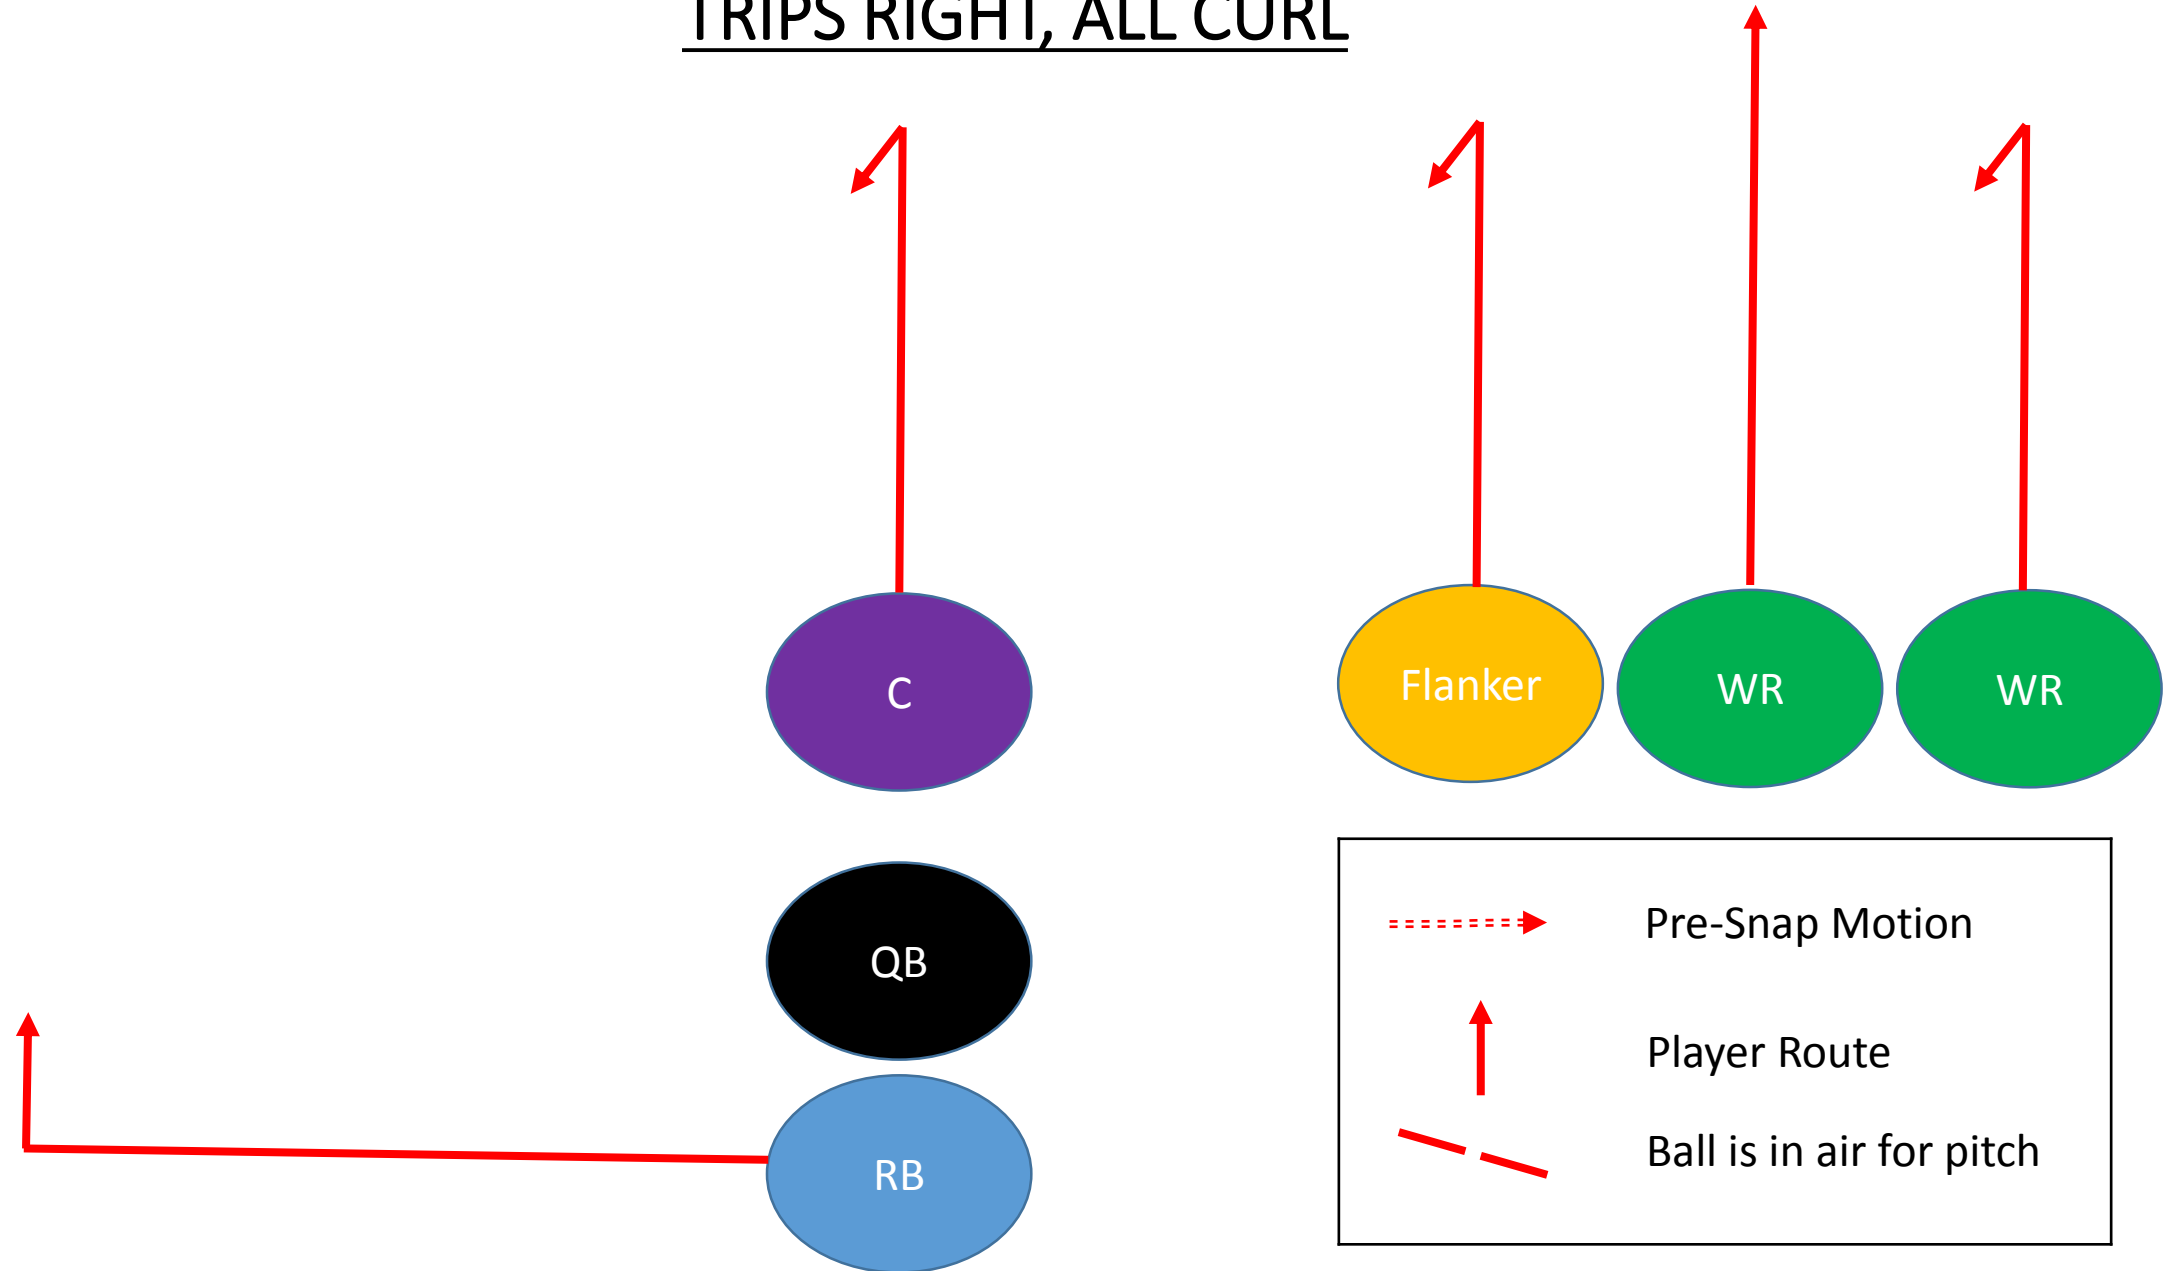 TRIPS RIGHT, ALL CURL
C
Flanker
WR
WR
QB
RB
Pre-Snap Motion
Player Route
Ball is in air for pitch